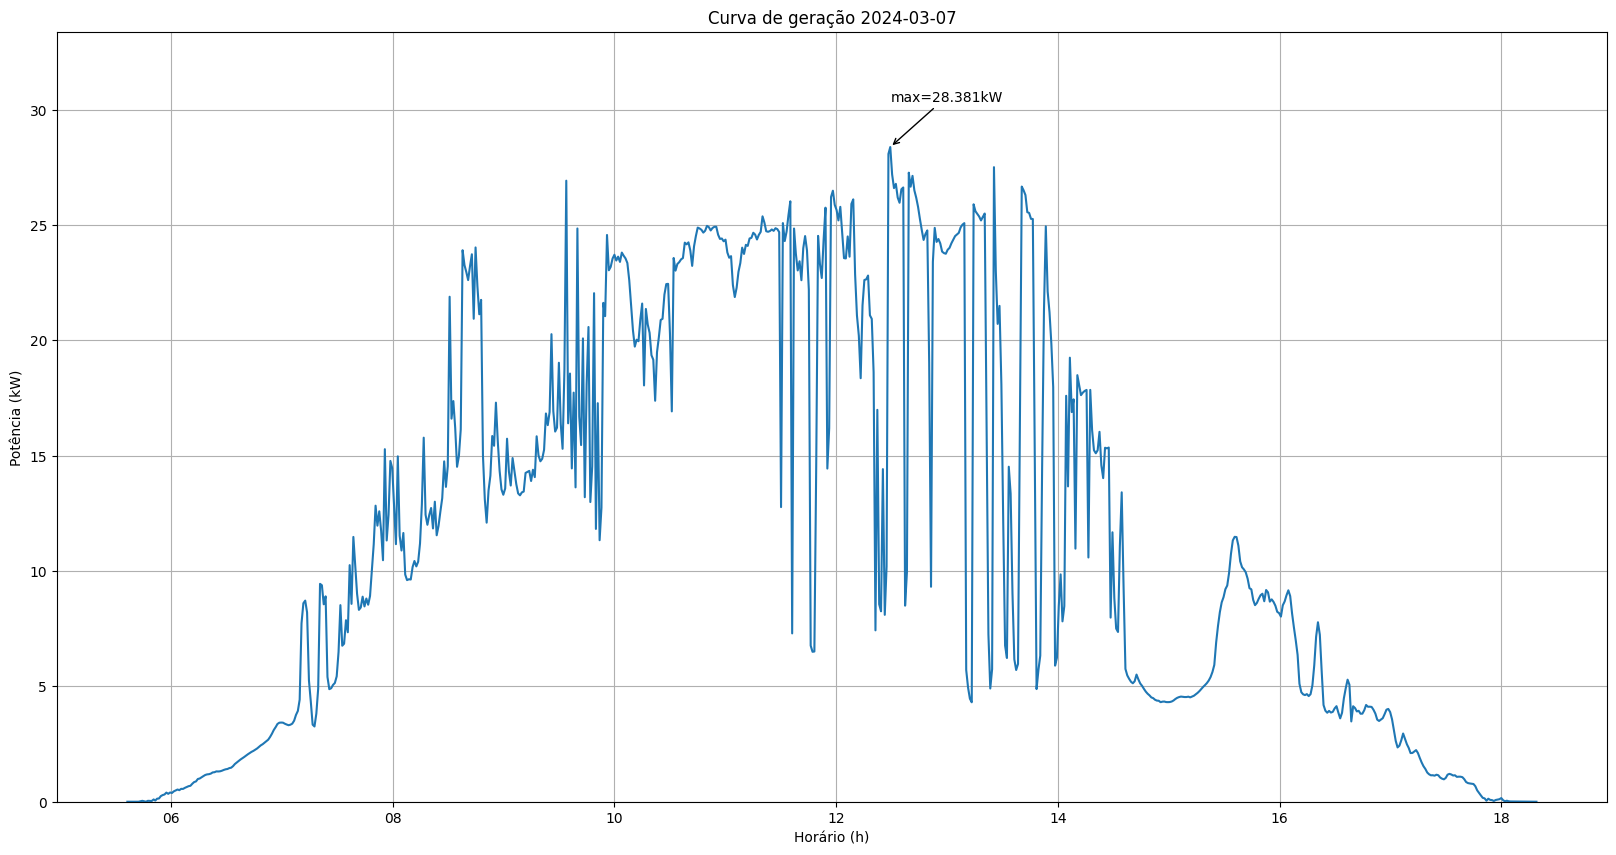 Curva de geração 2024-03-07
max=28.381kW
30
25
20
15
10
5
0
Potência (kW)
06 08 10 12 14 16 18
Horário (h)